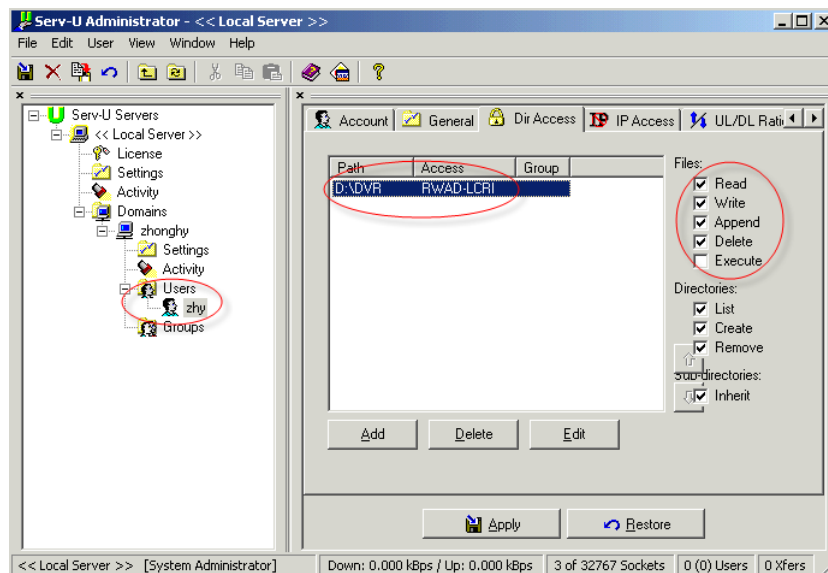 Serv-U Administrator - << Local Server >>
File Edit User View Window Help
Serv-U Servers
<< Local Server >>
License
Settings
Activity
Domains
zhonghy
Settings
Activity
Users
zhy
Groups
Account General Dir Access IP Access UL/DL Rati
Path Access Group
D:\DVR RWAD-LCRI
Files:
Read
Write
Append
Delete
Execute
Directories:
List
Create
Remove
Sub-directories:
Inherit
Add Delete Edit
Apply Restore
<< Local Server >> [System Administrator] Down: 0.000 kBps / Up: 0.000 kBps 3 of 32767 Sockets 0 (0) Users 0 Xfers